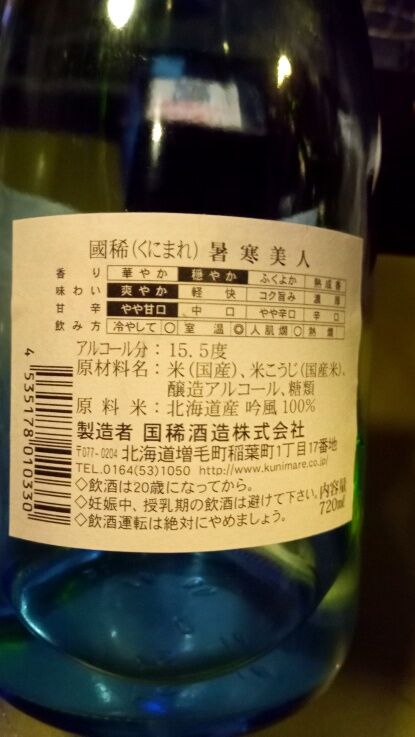 國稀(くにまれ) 暑寒美人
香り 華やか 穏やか ふくよか 熟成香
味わい 爽やか 軽快 コク旨み 濃厚
甘辛 やや甘口 中口 やや辛口 辛口
飲み方 冷やして○ 室温◎ 人肌燗○ 熱燗
アルコール分:15.5度
原材料名:米(国産)、米こうじ(国産米)、
醸造アルコール、糖類
原料米:北海道産 吟風 100%
製造者 国稀酒造株式会社
〒077-0204 北海道増毛町稲葉町1丁目17番地
TEL.0164(53)1050 http://www.kunimare.co.jp/
◇飲酒は20歳になってから。
◇妊娠中、授乳期の飲酒は避けて下さい。
◇飲酒運転は絶対にやめましょう。
内容量
720ml
4 535178 010330